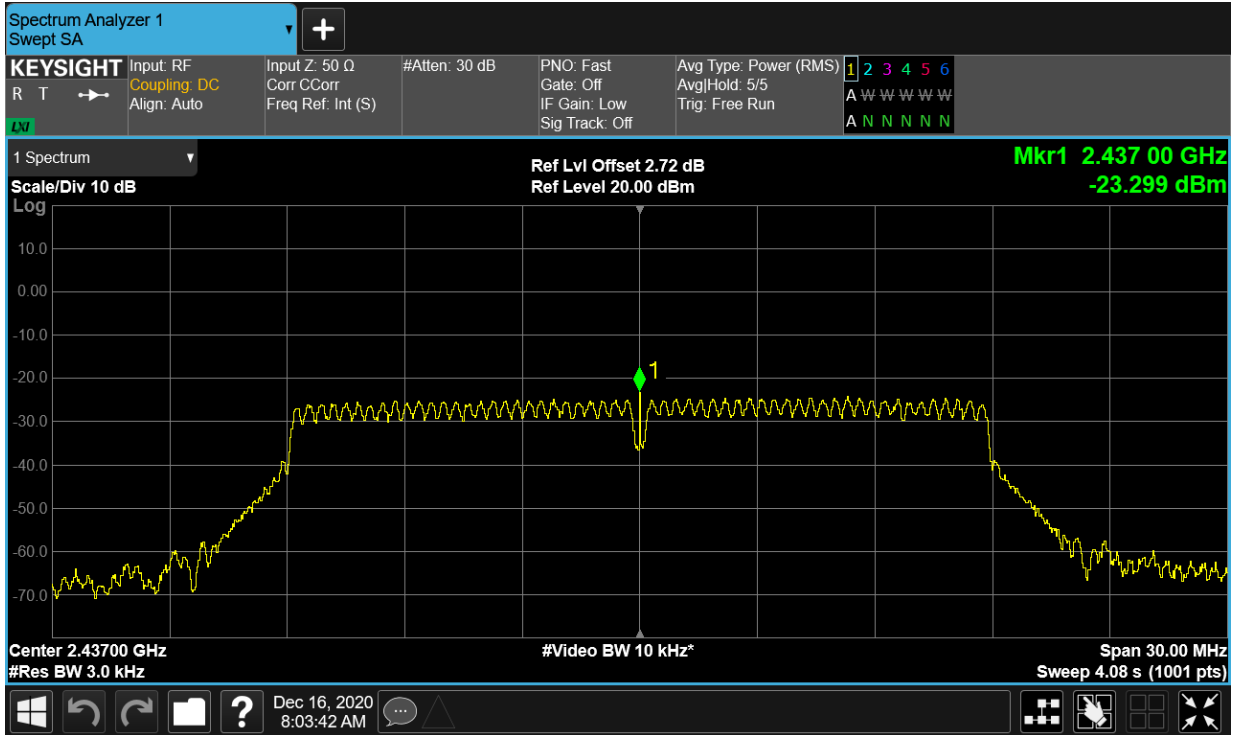 Spectrum Analyzer 1
Swept SA
▼
+
KEYSIGHT
R T
LXI
Input: RF
Coupling: DC
Align: Auto
Input Z: 50 Ω
Corr CCorr
Freq Ref: Int (S)
#Atten: 30 dB
PNO: Fast
Gate: Off
IF Gain: Low
Sig Track: Off
Avg Type: Power (RMS)
Avg|Hold: 5/5
Trig: Free Run
1 2 3 4 5 6
A W W W W W
A N N N N N
1 Spectrum ▼
Scale/Div 10 dB
Log
Ref Lvl Offset 2.72 dB
Ref Level 20.00 dBm
Mkr1 2.437 00 GHz
-23.299 dBm
10.0
0.00
-10.0
-20.0
-30.0
-40.0
-50.0
-60.0
-70.0
1
Center 2.43700 GHz
#Res BW 3.0 kHz
#Video BW 10 kHz*
Span 30.00 MHz
Sweep 4.08 s (1001 pts)
?
Dec 16, 2020
8:03:42 AM